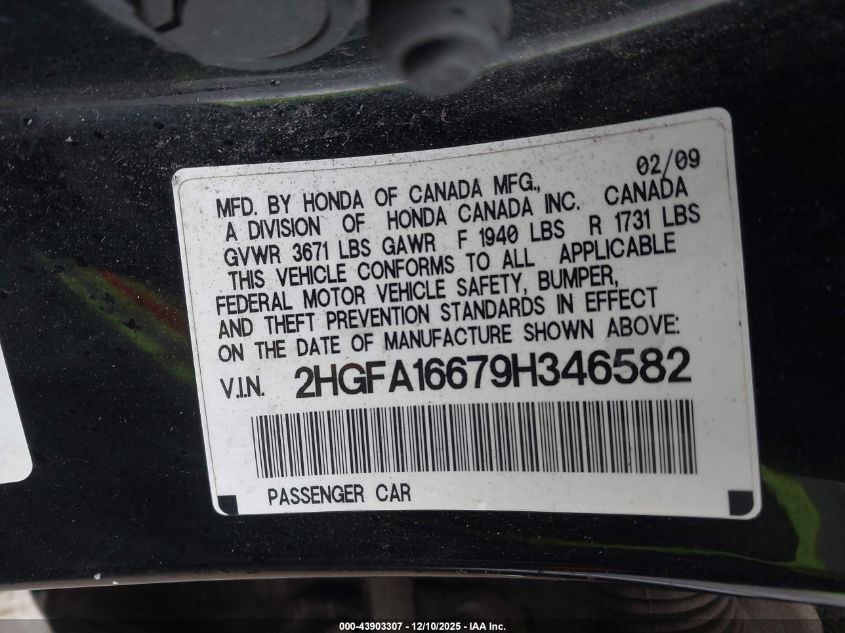 02/09
MFD. BY HONDA OF CANADA MFG.,
A DIVISION OF HONDA CANADA INC. CANADA
GVWR 3671 LBS GAWR F 1940 LBS R 1731 LBS
THIS VEHICLE CONFORMS TO ALL APPLICABLE
FEDERAL MOTOR VEHICLE SAFETY, BUMPER,
AND THEFT PREVENTION STANDARDS IN EFFECT
ON THE DATE OF MANUFACTURE SHOWN ABOVE:
V.I.N. 2HGFA16679H346582
PASSENGER CAR
000-43903307 - 12/10/2025 - IAA Inc.